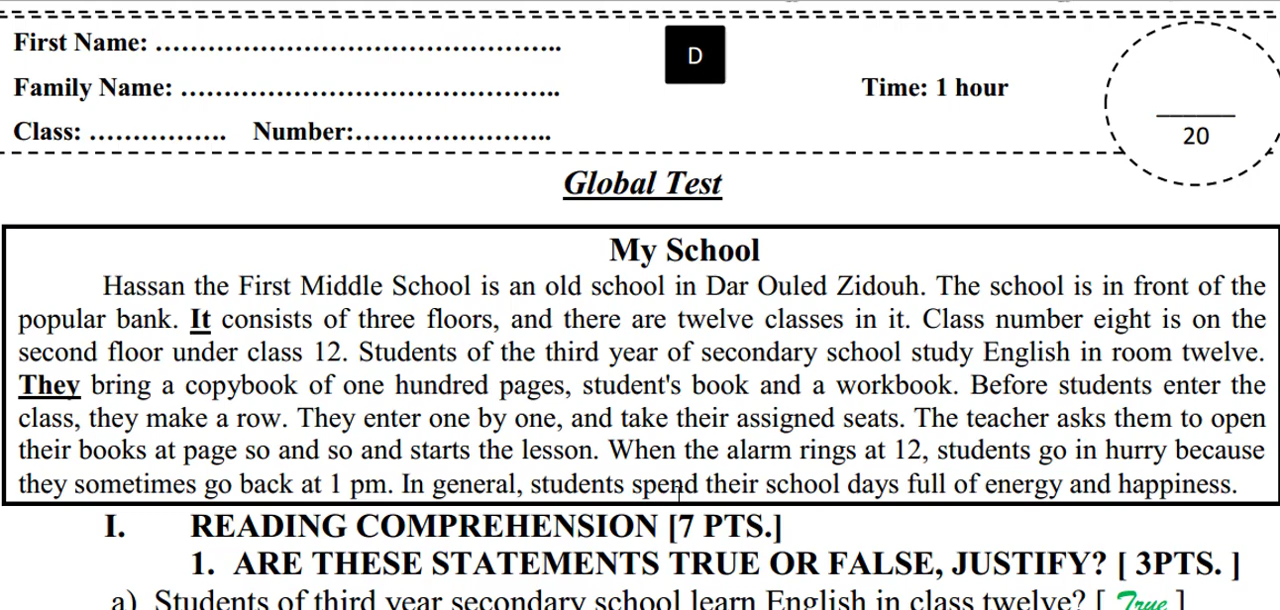 First Name: …………………………………………..
D
Family Name: ……………………………………..
Time: 1 hour
Class: ……………. Number:…………………..
20
Global Test
My School
Hassan the First Middle School is an old school in Dar Ouled Zidouh. The school is in front of the
popular bank. It consists of three floors, and there are twelve classes in it. Class number eight is on the
second floor under class 12. Students of the third year of secondary school study English in room twelve.
They bring a copybook of one hundred pages, student's book and a workbook. Before students enter the
class, they make a row. They enter one by one, and take their assigned seats. The teacher asks them to open
their books at page so and so and starts the lesson. When the alarm rings at 12, students go in hurry because
they sometimes go back at 1 pm. In general, students spend their school days full of energy and happiness.
I. READING COMPREHENSION [7 PTS.]
1. ARE THESE STATEMENTS TRUE OR FALSE, JUSTIFY? [ 3PTS. ]
a) Students of third year secondary school learn English in class twelve? [ True ]